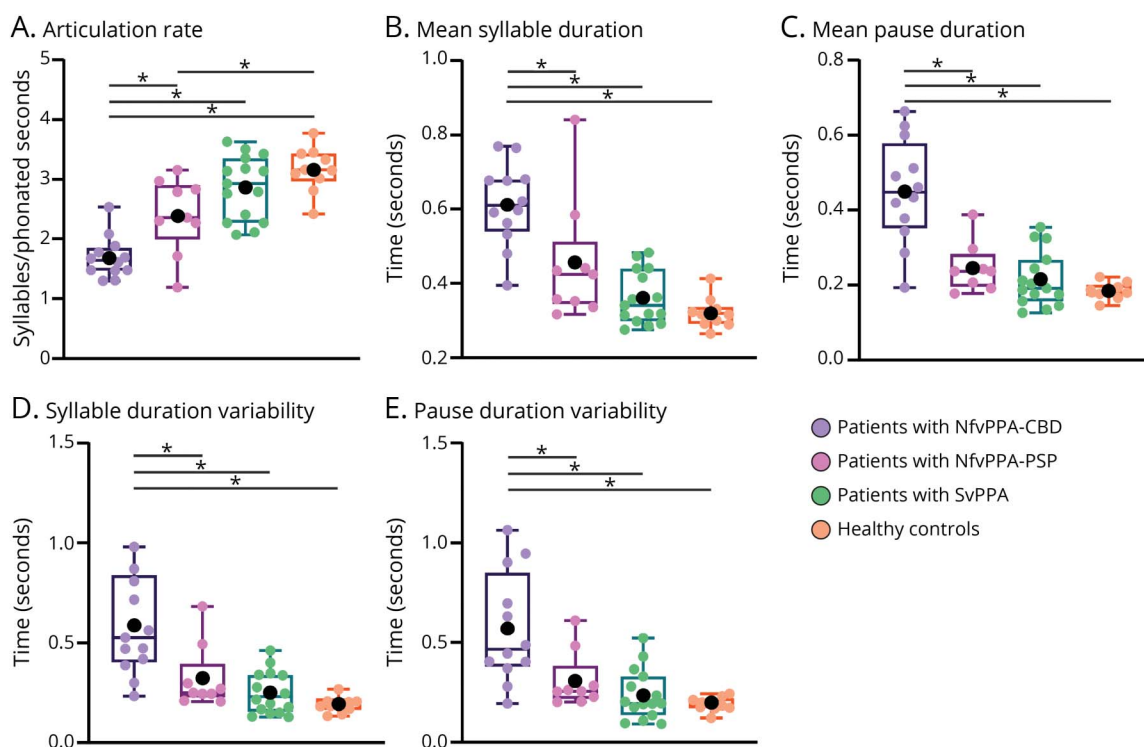 A. Articulation rate
Syllables/phonated seconds
5
4
3
2
1
0
*
*
*
*
B. Mean syllable duration
Time (seconds)
1.0
0.8
0.6
0.4
0.2
*
*
*
C. Mean pause duration
Time (seconds)
0.8
0.6
0.4
0.2
0.0
*
*
*
D. Syllable duration variability
Time (seconds)
1.5
1.0
0.5
0.0
*
*
*
E. Pause duration variability
Time (seconds)
1.5
1.0
0.5
0.0
*
*
*
Patients with NfvPPA-CBD
Patients with NfvPPA-PSP
Patients with SvPPA
Healthy controls